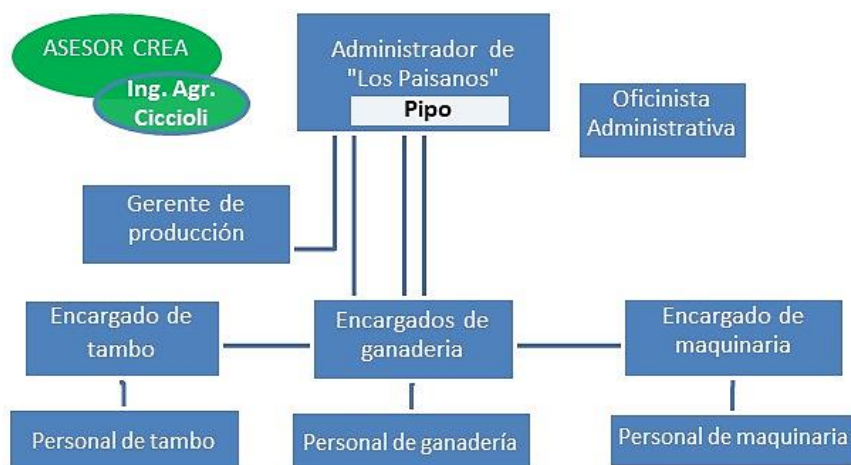 ASESOR CREA
Ing. Agr.
Ciccioli
Administrador de
"Los Paisanos"
Pipo
Oficinista
Administrativa
Gerente de
producción
Encargado de
tambo
Encargados de
ganaderia
Encargado de
maquinaria
Personal de tambo
Personal de ganadería
Personal de maquinaria